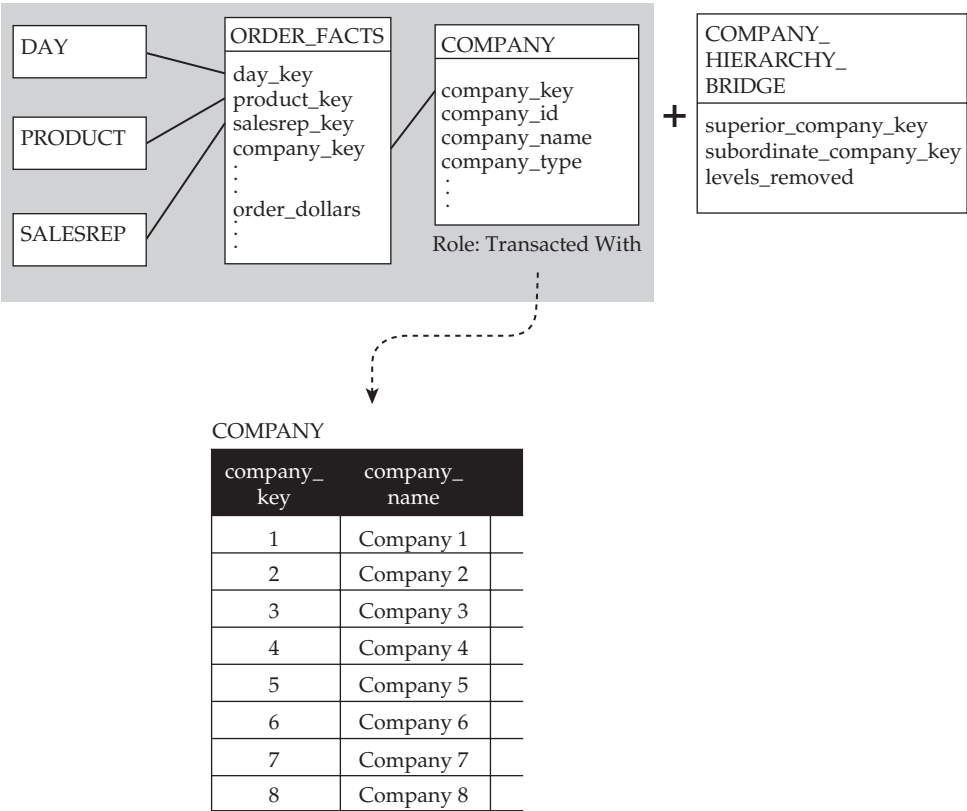 DAY
PRODUCT
SALESREP
ORDER_FACTS
day_key
product_key
salesrep_key
company_key
.
.
.
order_dollars
.
.
.
COMPANY
company_key
company_id
company_name
company_type
.
.
.
Role: Transacted With
+
COMPANY_
HIERARCHY_
BRIDGE
superior_company_key
subordinate_company_key
levels_removed
COMPANY
company_ company_
key name
1 Company 1
2 Company 2
3 Company 3
4 Company 4
5 Company 5
6 Company 6
7 Company 7
8 Company 8